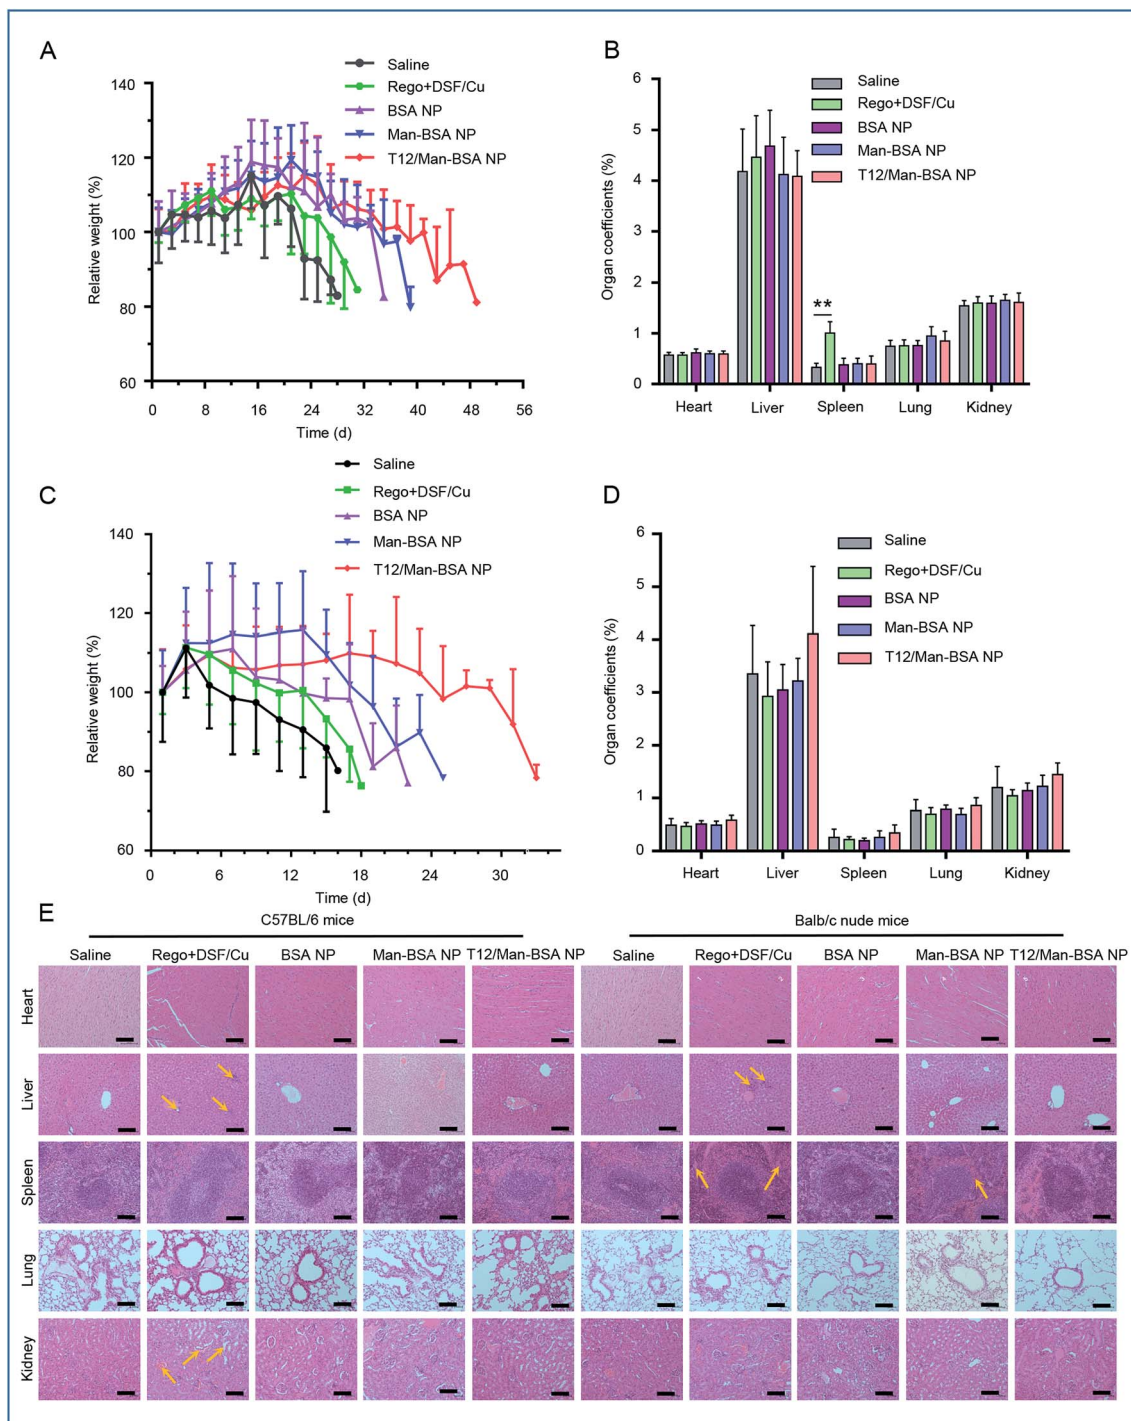 A
Saline
Rego+DSF/Cu
BSA NP
Man-BSA NP
T12/Man-BSA NP
Relative weight (%)
140
120
100
80
60
0 8 16 24 32 40 48 56
Time (d)
B
Saline
Rego+DSF/Cu
BSA NP
Man-BSA NP
T12/Man-BSA NP
Organ coefficients (%)
6
5
4
3
2
1
0
**
Heart Liver Spleen Lung Kidney
C
Saline
Rego+DSF/Cu
BSA NP
Man-BSA NP
T12/Man-BSA NP
Relative weight (%)
140
120
100
80
60
0 6 12 18 24 30
Time (d)
D
Saline
Rego+DSF/Cu
BSA NP
Man-BSA NP
T12/Man-BSA NP
Organ coefficients (%)
6
5
4
3
2
1
0
Heart Liver Spleen Lung Kidney
E
C57BL/6 mice Balb/c nude mice
Saline Rego+DSF/Cu BSA NP Man-BSA NP T12/Man-BSA NP Saline Rego+DSF/Cu BSA NP Man-BSA NP T12/Man-BSA NP
Heart
Liver
Spleen
Lung
Kidney